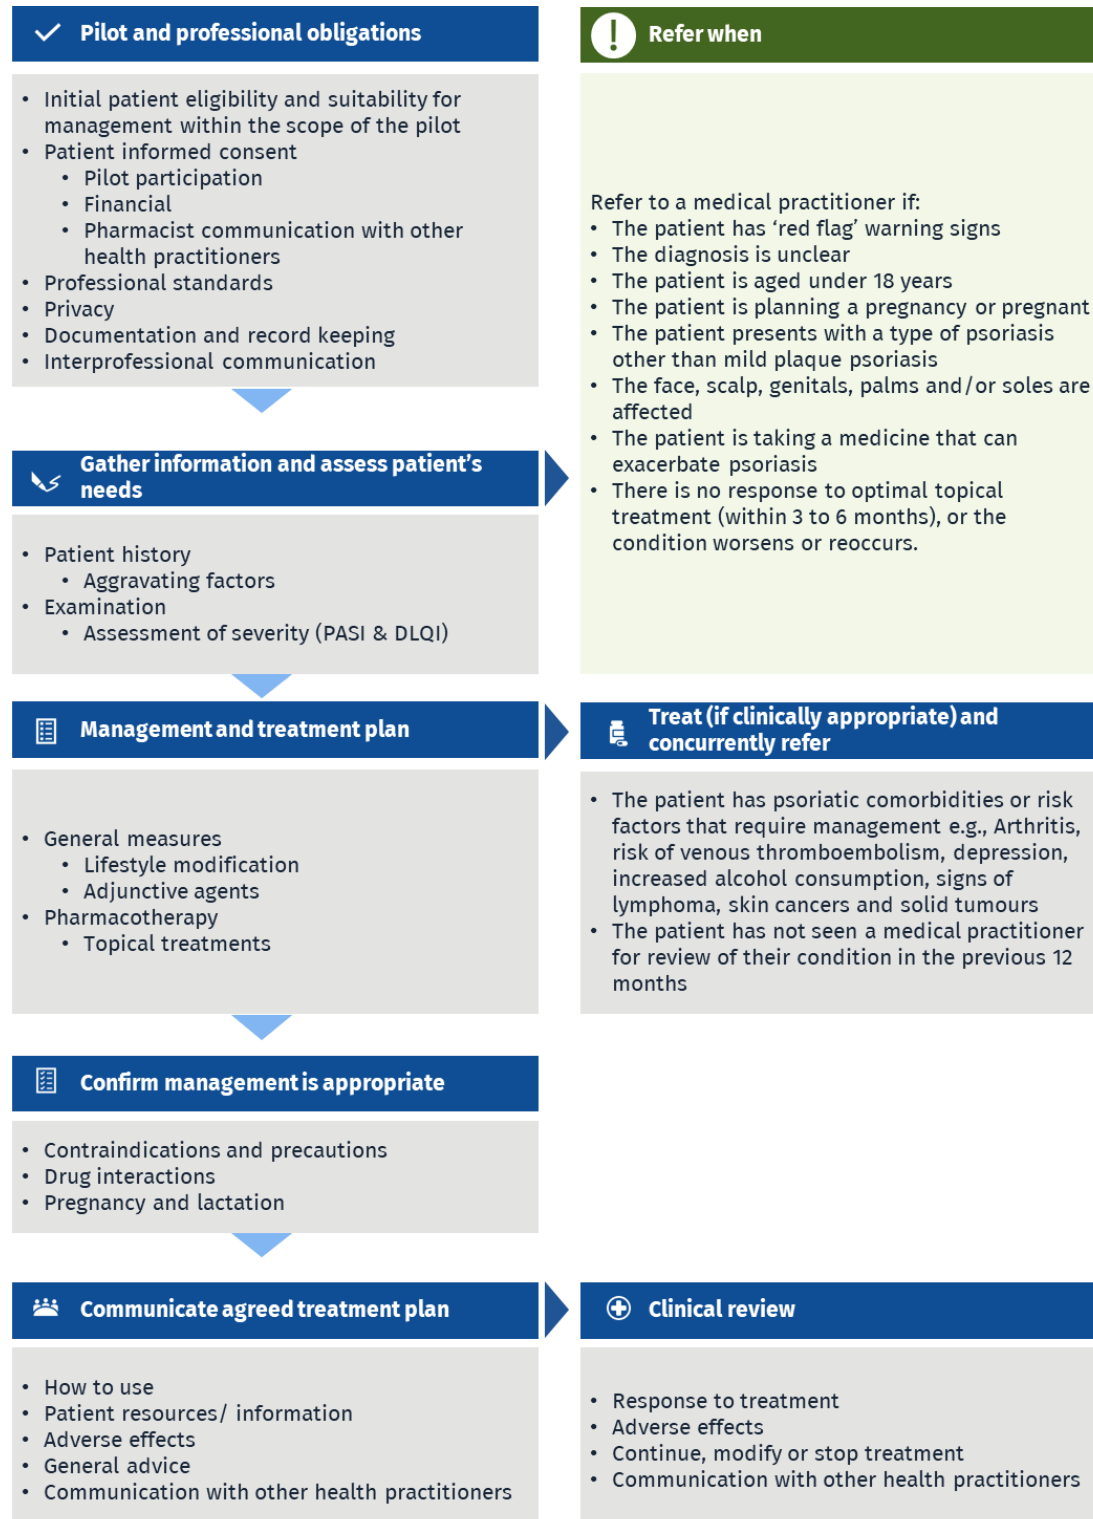 Pilot and professional obligations
• Initial patient eligibility and suitability for
management within the scope of the pilot
• Patient informed consent
• Pilot participation
• Financial
• Pharmacist communication with other
health practitioners
• Professional standards
• Privacy
• Documentation and record keeping
• Interprofessional communication
Refer when
Refer to a medical practitioner if:
• The patient has ‘red flag’ warning signs
• The diagnosis is unclear
• The patient is aged under 18 years
• The patient is planning a pregnancy or pregnant
• The patient presents with a type of psoriasis
other than mild plaque psoriasis
• The face, scalp, genitals, palms and/or soles are
affected
• The patient is taking a medicine that can
exacerbate psoriasis
• There is no response to optimal topical
treatment (within 3 to 6 months), or the
condition worsens or reoccurs.
Gather information and assess patient’s
needs
• Patient history
• Aggravating factors
• Examination
• Assessment of severity (PASI & DLQI)
Management and treatment plan
• General measures
• Lifestyle modification
• Adjunctive agents
• Pharmacotherapy
• Topical treatments
Treat (if clinically appropriate) and
concurrently refer
• The patient has psoriatic comorbidities or risk
factors that require management e.g., Arthritis,
risk of venous thromboembolism, depression,
increased alcohol consumption, signs of
lymphoma, skin cancers and solid tumours
• The patient has not seen a medical practitioner
for review of their condition in the previous 12
months
Confirm management is appropriate
• Contraindications and precautions
• Drug interactions
• Pregnancy and lactation
Communicate agreed treatment plan
• How to use
• Patient resources/ information
• Adverse effects
• General advice
• Communication with other health practitioners
Clinical review
• Response to treatment
• Adverse effects
• Continue, modify or stop treatment
• Communication with other health practitioners